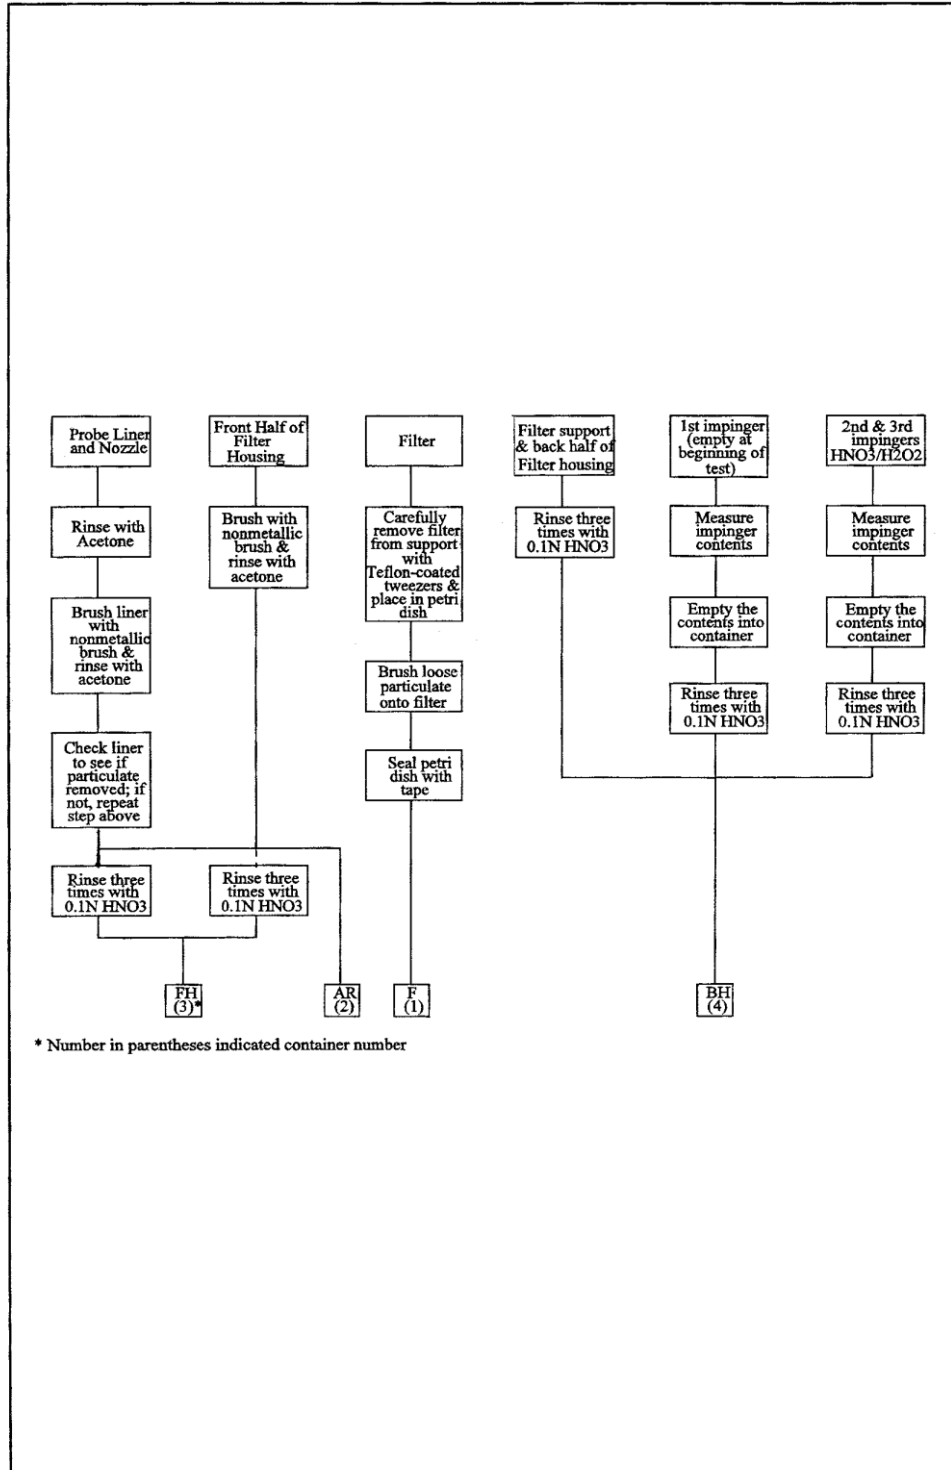 Probe Liner
and Nozzle
Rinse with
Acetone
Brush liner
with
nonmetallic
brush &
rinse with
acetone
Check liner
to see if
particulate
removed; if
not, repeat
step above
Rinse three
times with
0.1N HNO3
Front Half of
Filter
Housing
Brush with
nonmetallic
brush &
rinse with
acetone
Rinse three
times with
0.1N HNO3
FH
(3)*
AR
(2)
Filter
Carefully
remove filter
from support
with
Teflon-coated
tweezers &
place in petri
dish
Brush loose
particulate
onto filter
Seal petri
dish with
tape
F
(1)
Filter support
& back half of
Filter housing
Rinse three
times with
0.1N HNO3
1st impinger
(empty at
beginning of
test)
Measure
impinger
contents
Empty the
contents into
container
Rinse three
times with
0.1N HNO3
2nd & 3rd
impingers
HNO3/H2O2
Measure
impinger
contents
Empty the
contents into
container
Rinse three
times with
0.1N HNO3
BH
(4)
* Number in parentheses indicated container number